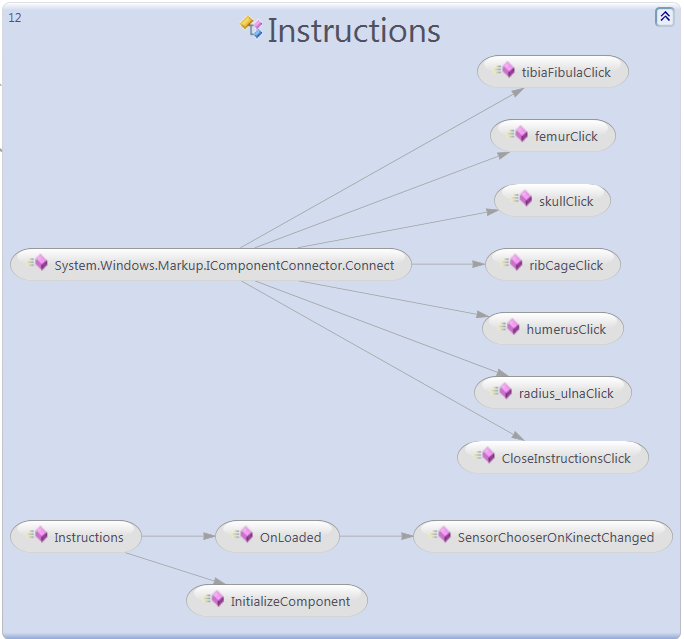 12
Instructions
tibiaFibulaClick
femurClick
skullClick
System.Windows.Markup.IComponentConnector.Connect
ribCageClick
humerusClick
radius_ulnaClick
CloseInstructionsClick
Instructions
OnLoaded
SensorChooserOnKinectChanged
InitializeComponent